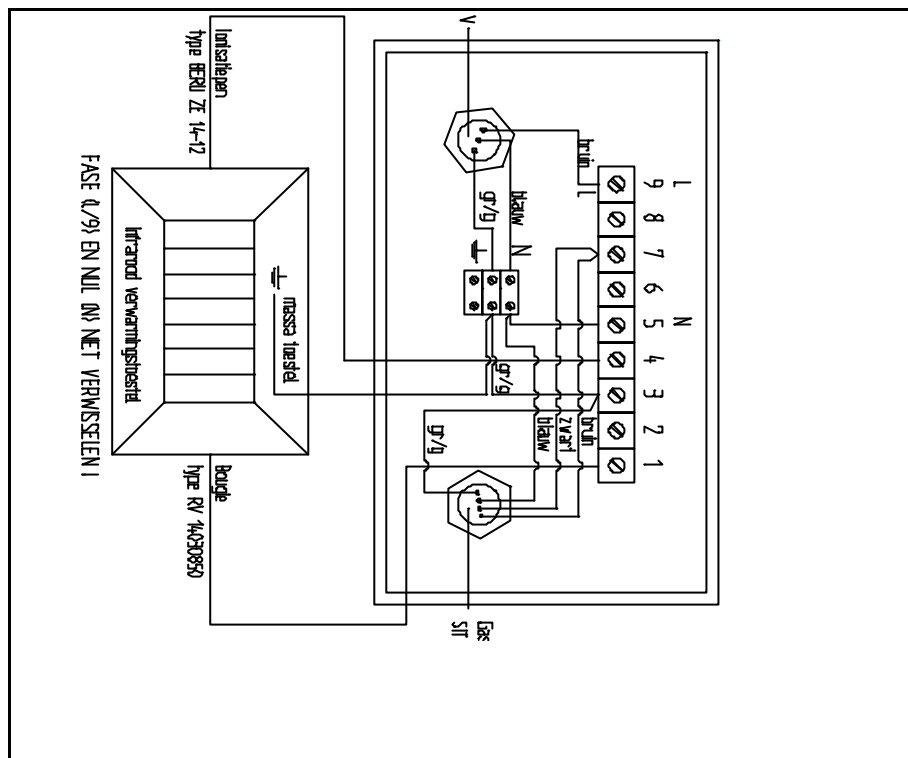 Ionisatiepen
type BERU ZE 14-12
FASE (L/9) EN NUL (N) NIET VERWISSELEN !
Infrarood verwarmingstoestel
massa toestel
Bougie
type RV 14030850
V
bruin
blauw
gr/g
N
L
L
9
8
7
6
5
N
4
3
2
1
gr/g
bruin
zwart
blauw
gr/g
Gas
SIT